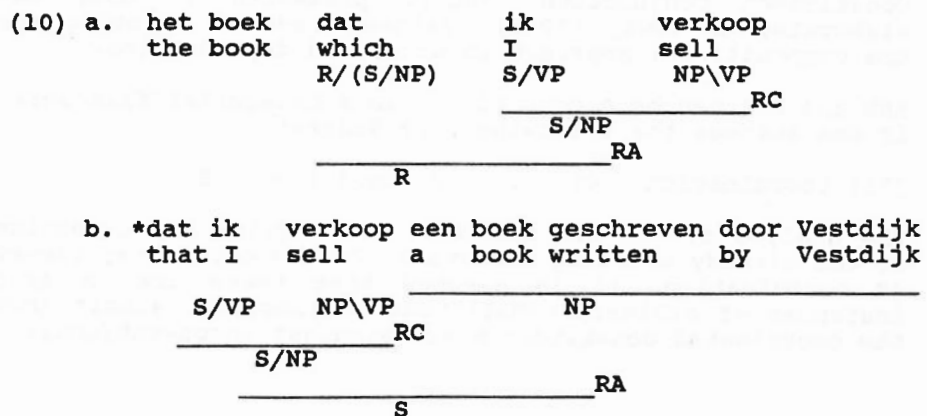 (10) a. het boek dat ik verkoop
the book which I sell
R/(S/NP) S/VP NP\VP
RC
S/NP
RA
R
b. *dat ik verkoop een boek geschreven door Vestdijk
that I sell a book written by Vestdijk
S/VP NP\VP NP
RC
S/NP
RA
S